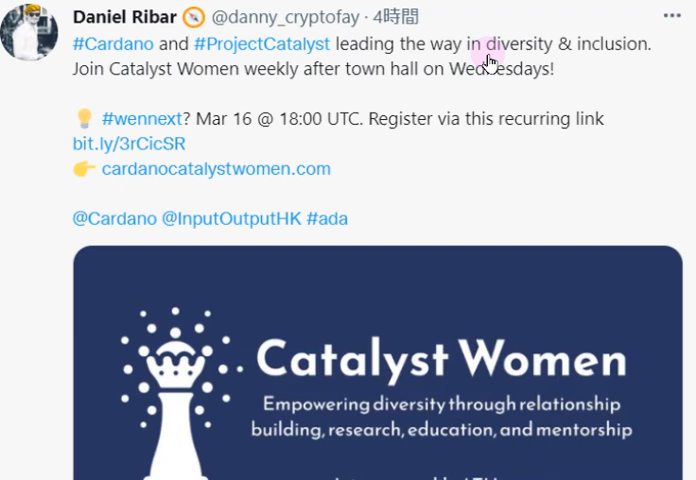 Daniel Ribar @danny_cryptofay · 4時間
#Cardano and #ProjectCatalyst leading the way in diversity & inclusion.
Join Catalyst Women weekly after town hall on Wednesdays!
#wennext? Mar 16 @ 18:00 UTC. Register via this recurring link
bit.ly/3rCicSR
cardanocatalystwomen.com
@Cardano @InputOutputHK #ada
Catalyst Women
Empowering diversity through relationship
building, research, education, and mentorship